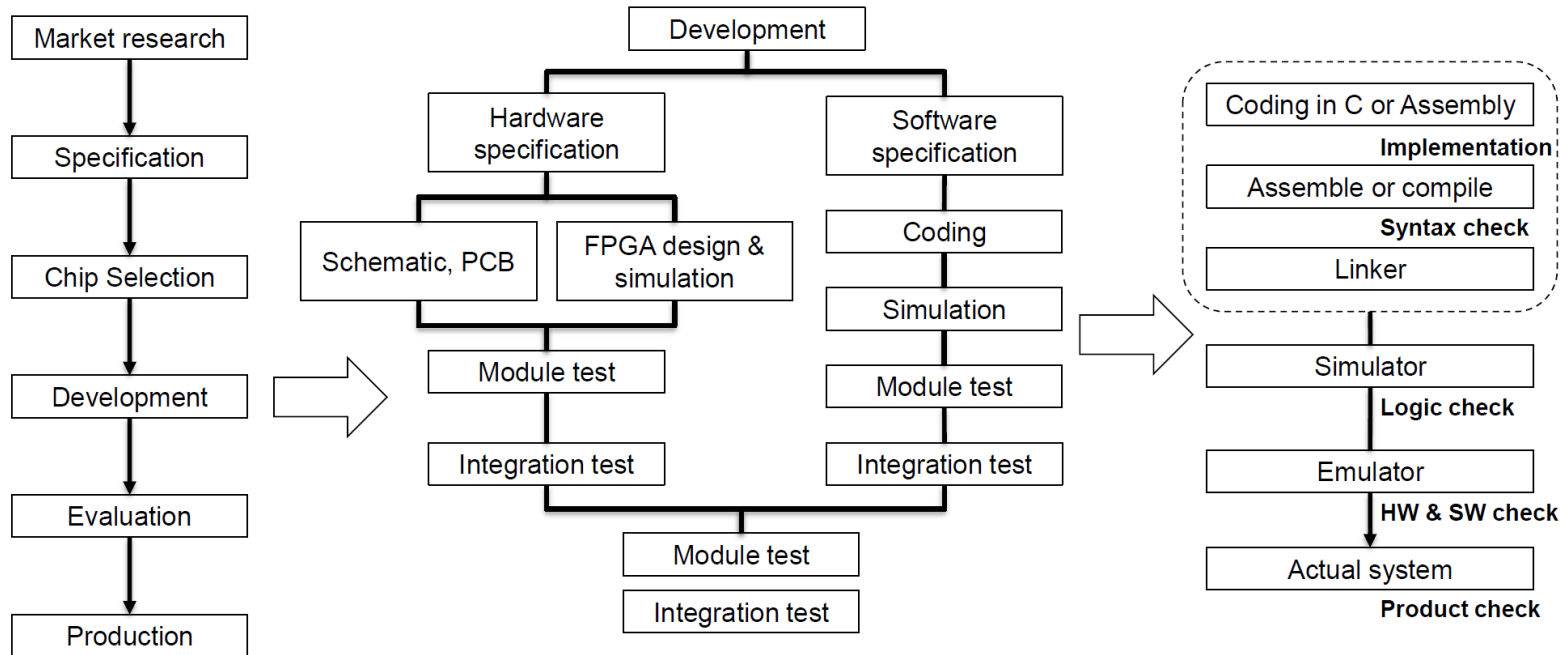 Market research
Specification
Chip Selection
Development
Evaluation
Production
Development
Hardware
specification
Schematic, PCB
FPGA design &
simulation
Module test
Integration test
Software
specification
Coding
Simulation
Module test
Integration test
Module test
Integration test
Coding in C or Assembly
Implementation
Assemble or compile
Syntax check
Linker
Simulator
Logic check
Emulator
HW & SW check
Actual system
Product check